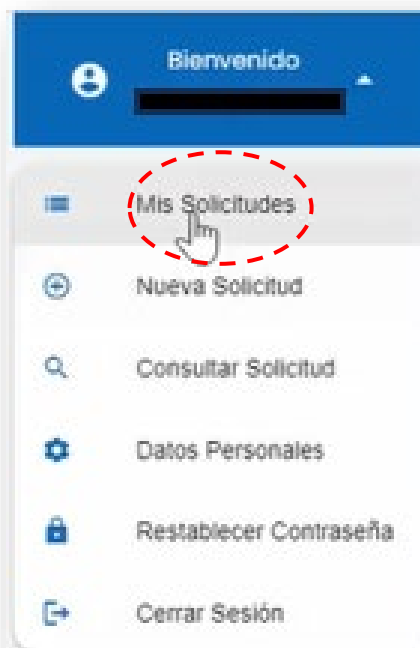 Bienvenido
Mis Solicitudes
Nueva Solicitud
Consultar Solicitud
Datos Personales
Restablecer Contraseña
Cerrar Sesión